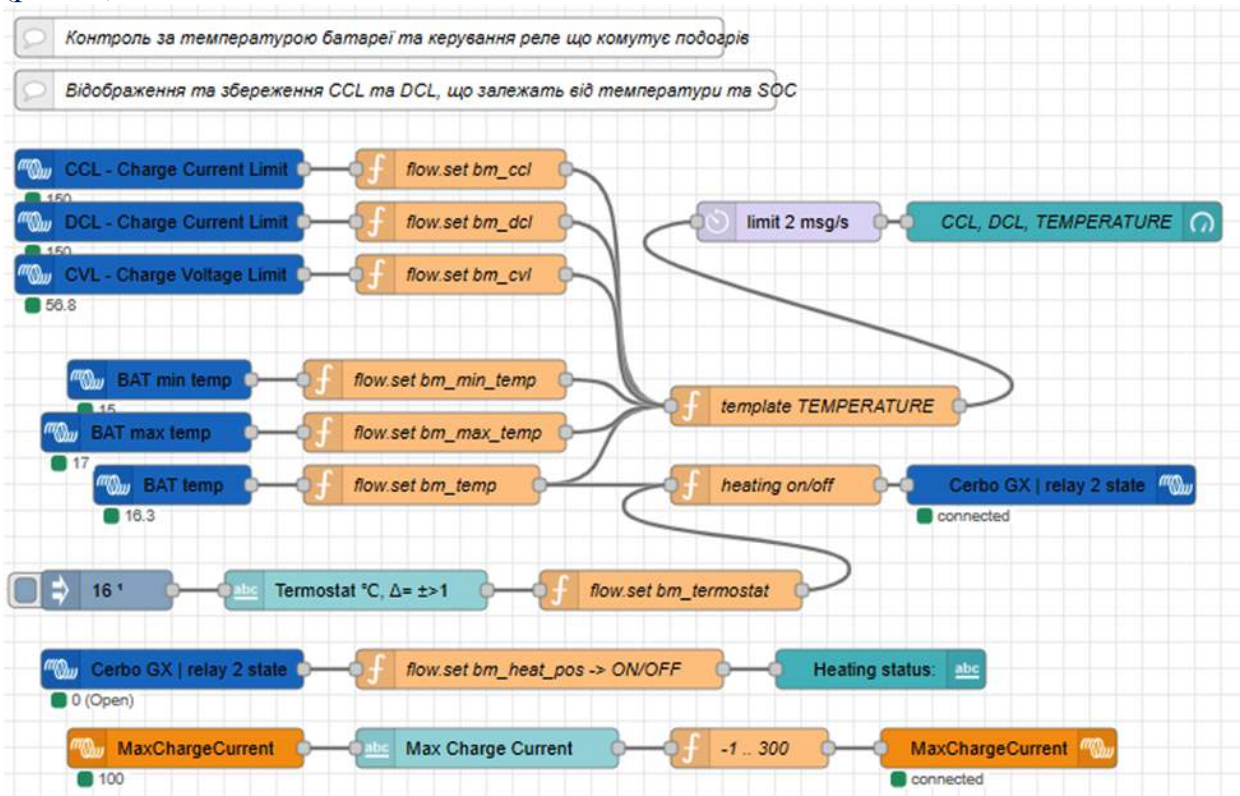 Контроль за температурою батареї та керування реле що комутує подогрів
Відображення та збереження CCL та DCL, що залежать від температури та SOC
CCL - Charge Current Limit
flow.set bm_ccl
150
DCL - Charge Current Limit
flow.set bm_dcl
limit 2 msg/s
CCL, DCL, TEMPERATURE
150
CVL - Charge Voltage Limit
flow.set bm_cvl
56.8
BAT min temp
flow.set bm_min_temp
15
template TEMPERATURE
BAT max temp
flow.set bm_max_temp
17
BAT temp
flow.set bm_temp
heating on/off
Cerbo GX | relay 2 state
16.3
connected
16 ¹
abc
Termostat °C, Δ= ±>1
flow.set bm_termostat
Cerbo GX | relay 2 state
flow.set bm_heat_pos -> ON/OFF
Heating status:
abc
0 (Open)
MaxChargeCurrent
abc
Max Charge Current
-1 .. 300
MaxChargeCurrent
100
connected